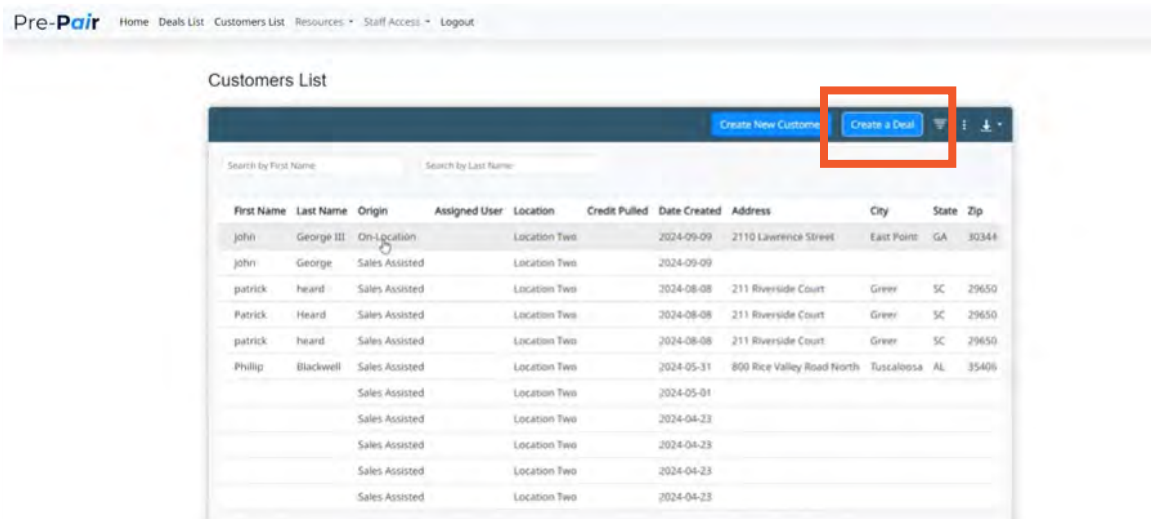 Pre-Pair Home Deals List Customers List Resources Staff Access Logout
Customers List
Create New Customer Create a Deal
Search by First Name Search by Last Name
First Name Last Name Origin Assigned User Location Credit Pulled Date Created Address City State Zip
John George III On-Location Location Two 2024-09-09 2110 Lawrence Street East Point GA 30344
John George Sales Assisted Location Two 2024-09-09
patrick heard Sales Assisted Location Two 2024-08-08 211 Riverside Court Greer SC 29650
Patrick Heard Sales Assisted Location Two 2024-08-08 211 Riverside Court Greer SC 29650
patrick heard Sales Assisted Location Two 2024-08-08 211 Riverside Court Greer SC 29650
Phillip Blackwell Sales Assisted Location Two 2024-05-31 800 Rice Valley Road North Tuscaloosa AL 35406
Sales Assisted Location Two 2024-05-01
Sales Assisted Location Two 2024-04-23
Sales Assisted Location Two 2024-04-23
Sales Assisted Location Two 2024-04-23
Sales Assisted Location Two 2024-04-23